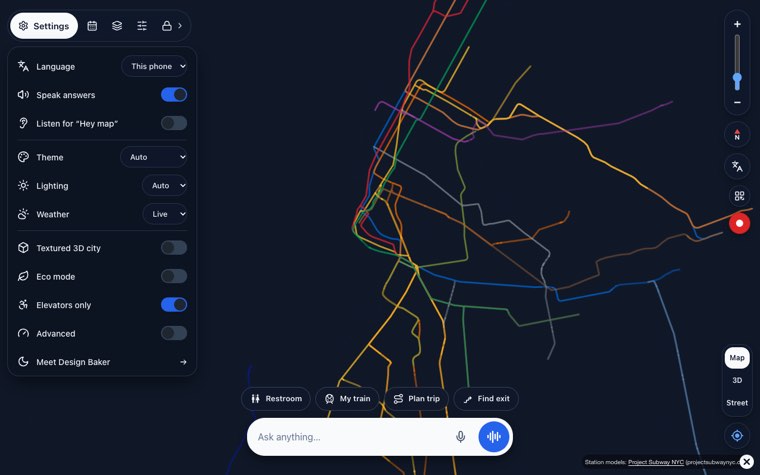 Settings
Language
This phone
Speak answers
Listen for “Hey map”
Theme
Auto
Lighting
Auto
Weather
Live
Textured 3D city
Eco mode
Elevators only
Advanced
Meet Design Baker
N
Map
3D
Street
Restroom
My train
Plan trip
Find exit
Ask anything...
Station models: Project Subway NYC (projectsubwaynyc.c